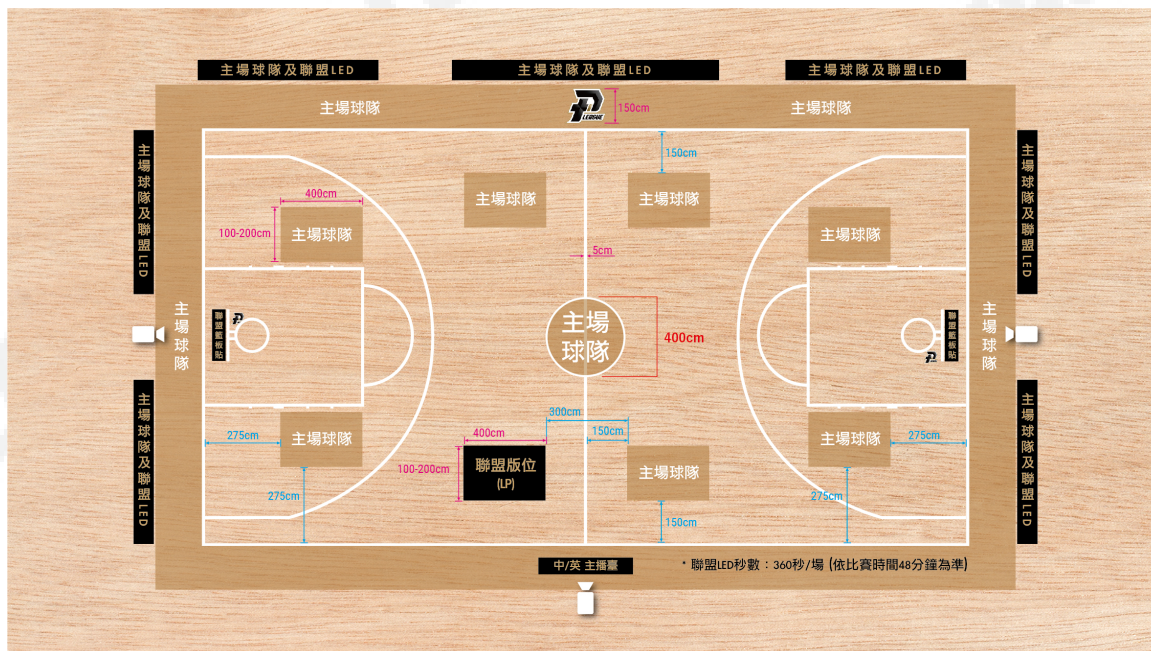 主場球隊及聯盟LED
主場球隊及聯盟LED
主場球隊及聯盟LED
主場球隊
P
LEAGUE
150cm
主場球隊
主場球隊及聯盟LED
主場球隊及聯盟LED
150cm
400cm
主場球隊
主場球隊
100-200cm
主場球隊
主場球隊
5cm
主場球隊
聯盟籃板貼
主場
球隊
400cm
聯盟籃板貼
主場球隊
主場球隊及聯盟LED
主場球隊及聯盟LED
300cm
275cm
主場球隊
400cm
150cm
主場球隊
275cm
100-200cm
聯盟版位
(LP)
主場球隊
275cm
275cm
150cm
中/英 主播臺
* 聯盟LED秒數:360秒/場 (依比賽時間48分鐘為準)